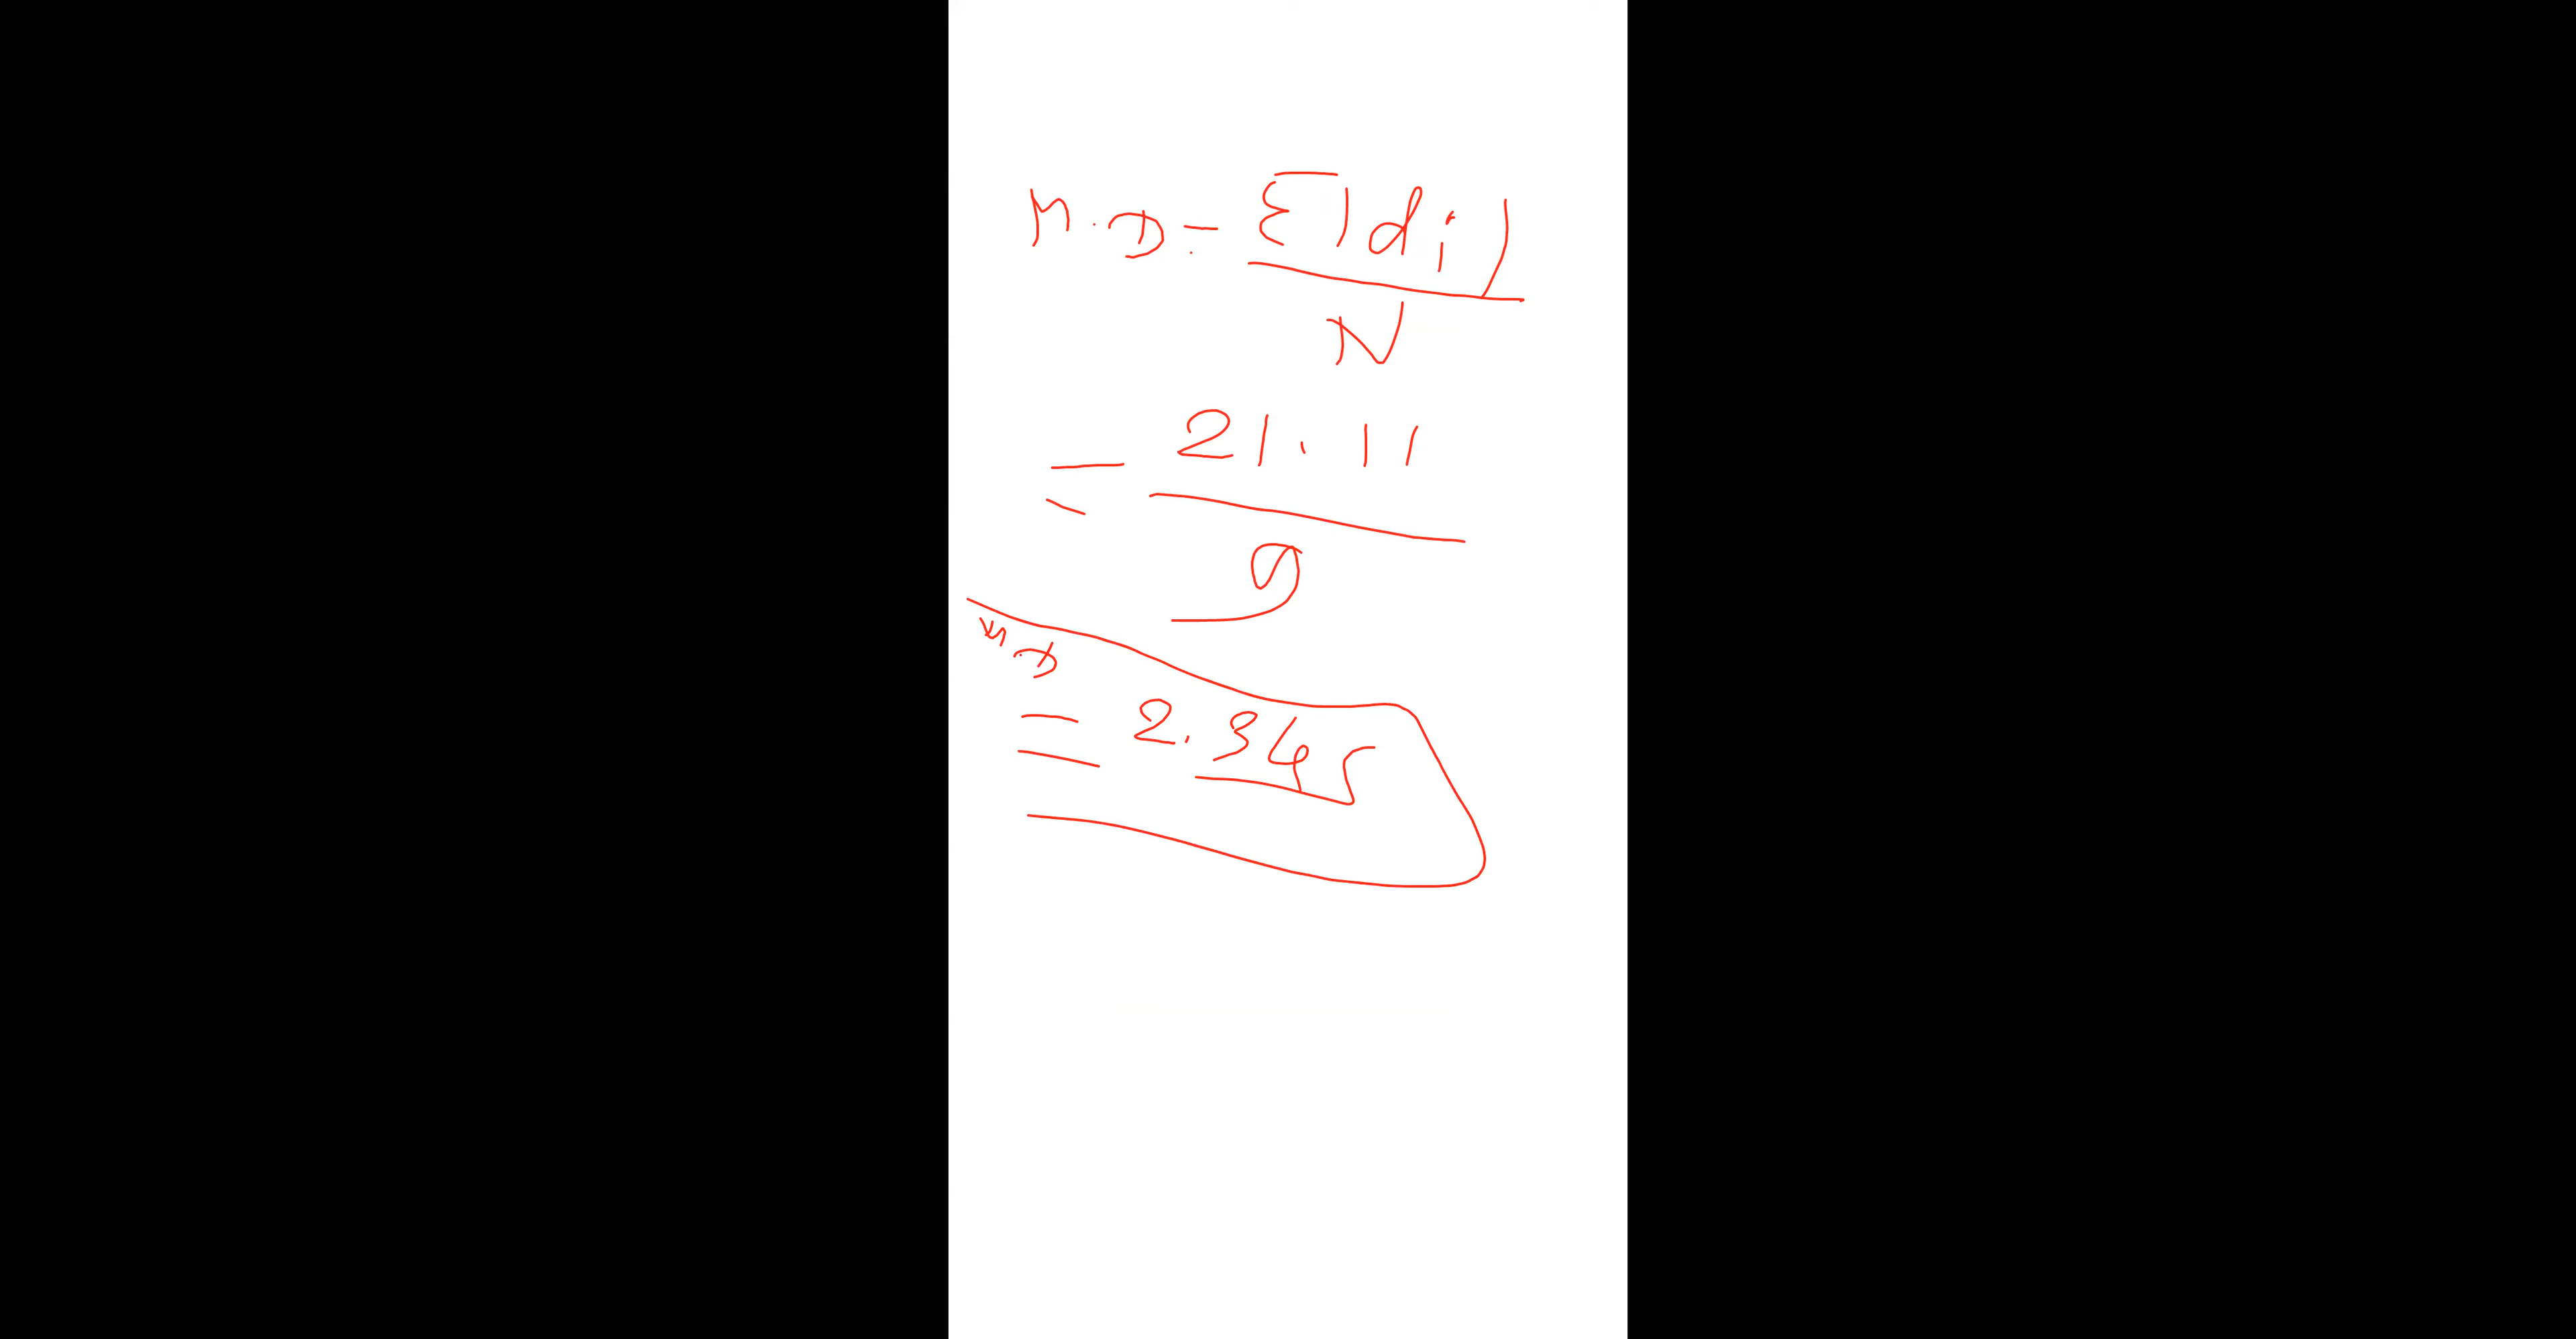 M.D. = Σ|di|
N
= 21.11
9
M.D
= 2.345